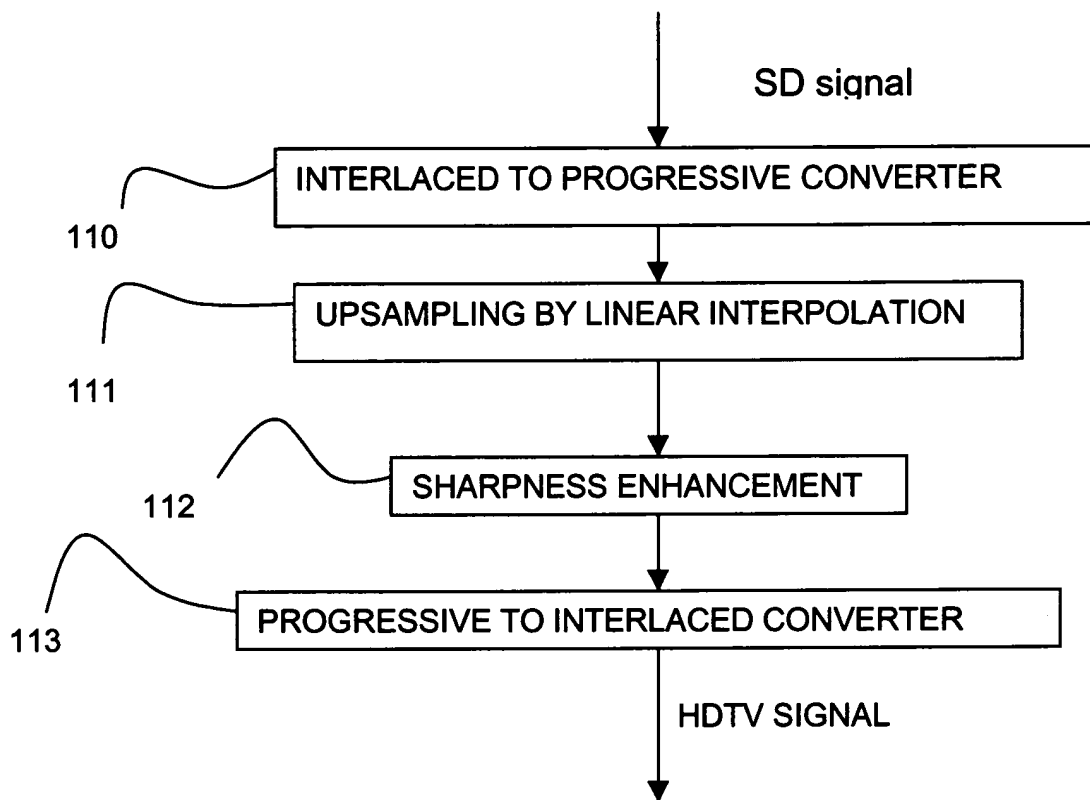 SD signal
INTERLACED TO PROGRESSIVE CONVERTER
110
UPSAMPLING BY LINEAR INTERPOLATION
111
SHARPNESS ENHANCEMENT
112
PROGRESSIVE TO INTERLACED CONVERTER
113
HDTV SIGNAL